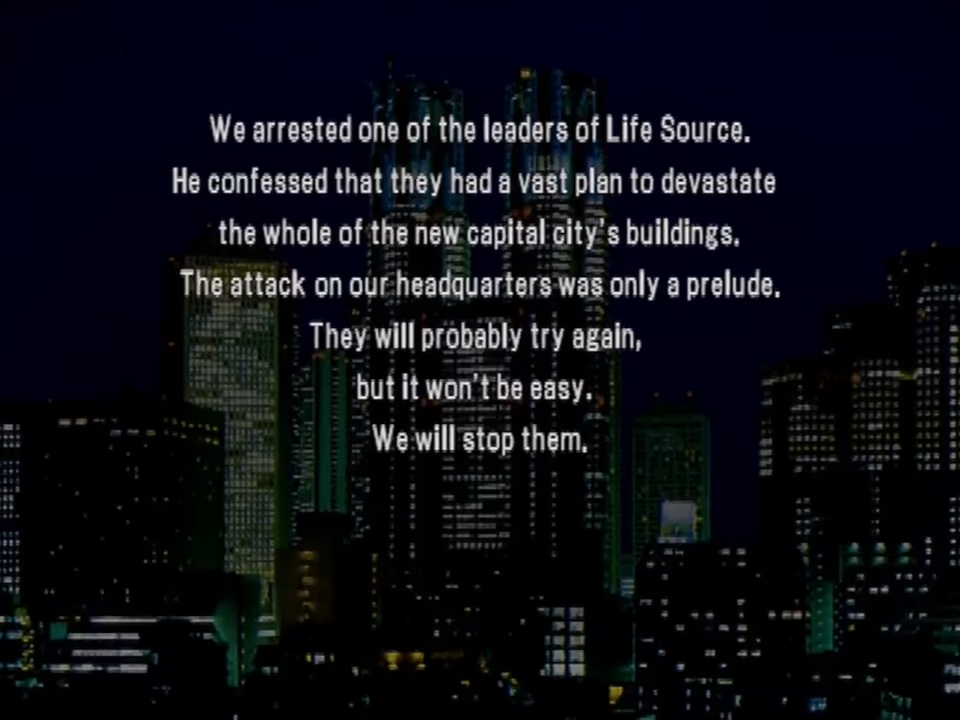 We arrested one of the leaders of Life Source.
He confessed that they had a vast plan to devastate
the whole of the new capital city's buildings.
The attack on our headquarters was only a prelude.
They will probably try again,
but it won't be easy.
We will stop them.